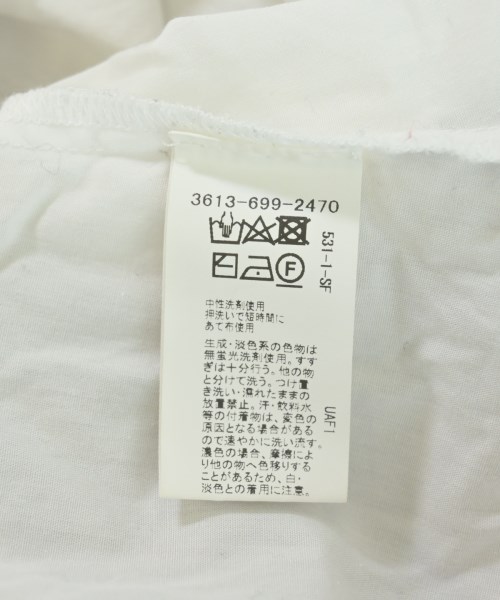 3613-699-2470
531-1-SF
F
中性洗剤使用
押洗いで短時間に
あて布使用
生成・淡色系の色物は
無蛍光洗剤使用。すす
ぎは十分行う。他の物
と分けて洗う。つけ置
き洗い・濡れたままの
放置禁止。汗・飲料水
等の付着物は、変色の
原因となる場合がある
ので速やかに洗い流す。
濃色の場合、摩擦によ
り他の物へ色移りする
ことがあるため、白・
淡色との着用に注意。
UAF1